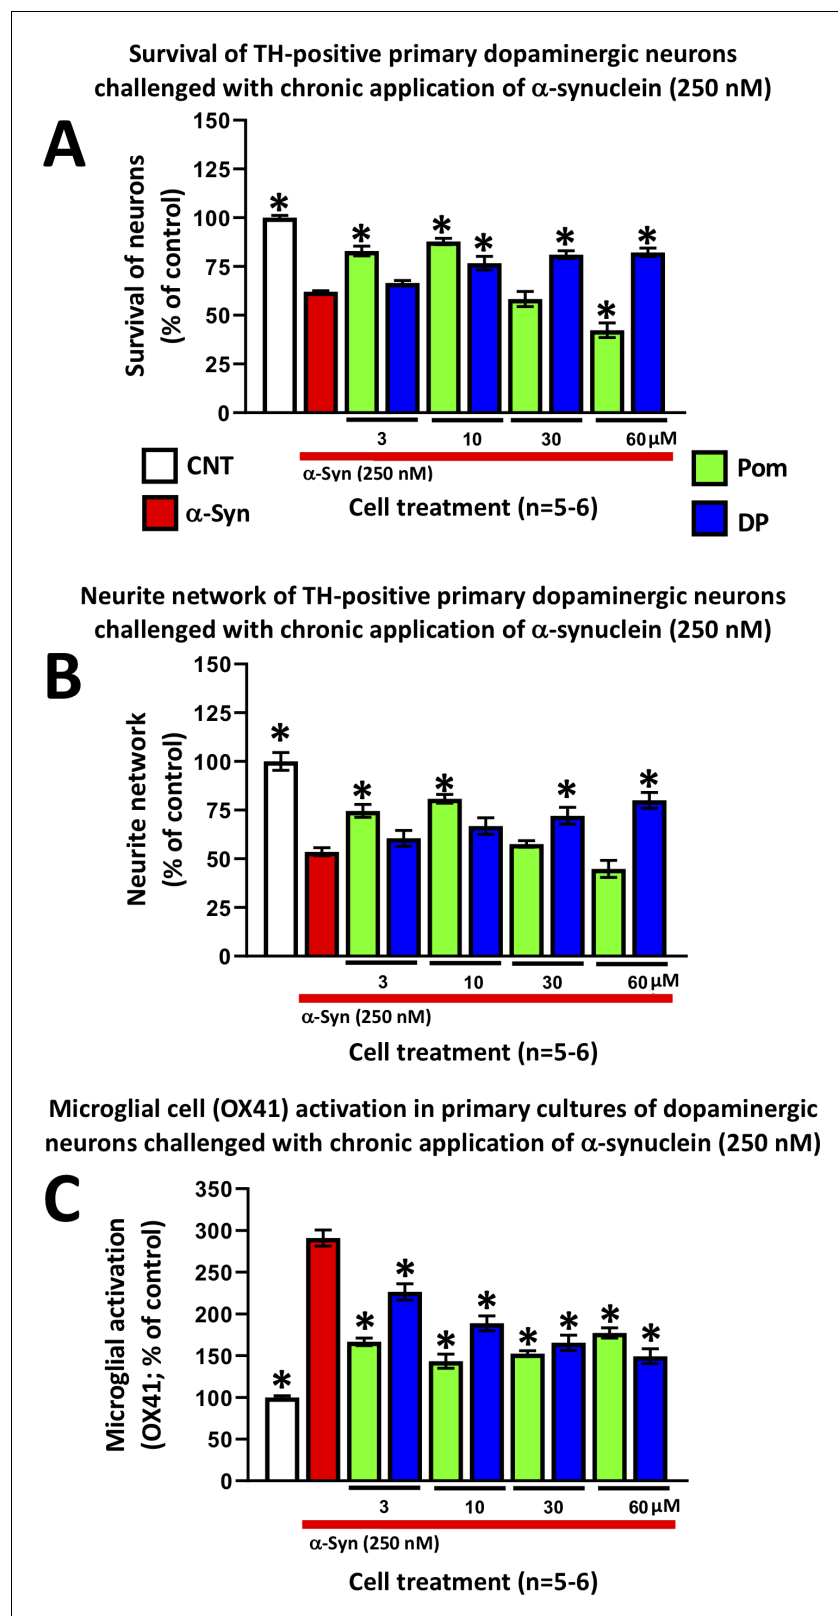 Survival of TH-positive primary dopaminergic neurons
challenged with chronic application of α-synuclein (250 nM)
A
Survival of neurons
(% of control)
150
125
100
75
50
25
0
* * * * * * *
3 10 30 60 μM
α-Syn (250 nM)
Cell treatment (n=5-6)
CNT
α-Syn
Pom
DP
Neurite network of TH-positive primary dopaminergic neurons
challenged with chronic application of α-synuclein (250 nM)
B
Neurite network
(% of control)
150
125
100
75
50
25
0
* * * * *
3 10 30 60 μM
α-Syn (250 nM)
Cell treatment (n=5-6)
Microglial cell (OX41) activation in primary cultures of dopaminergic
neurons challenged with chronic application of α-synuclein (250 nM)
C
Microglial activation
(OX41; % of control)
350
300
250
200
150
100
50
0
* * * * * * * * *
3 10 30 60 μM
α-Syn (250 nM)
Cell treatment (n=5-6)